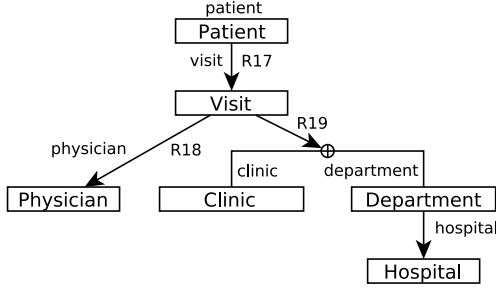 patient
Patient
visit R17
Visit
R19
physician R18
clinic department
Physician Clinic Department
hospital
Hospital